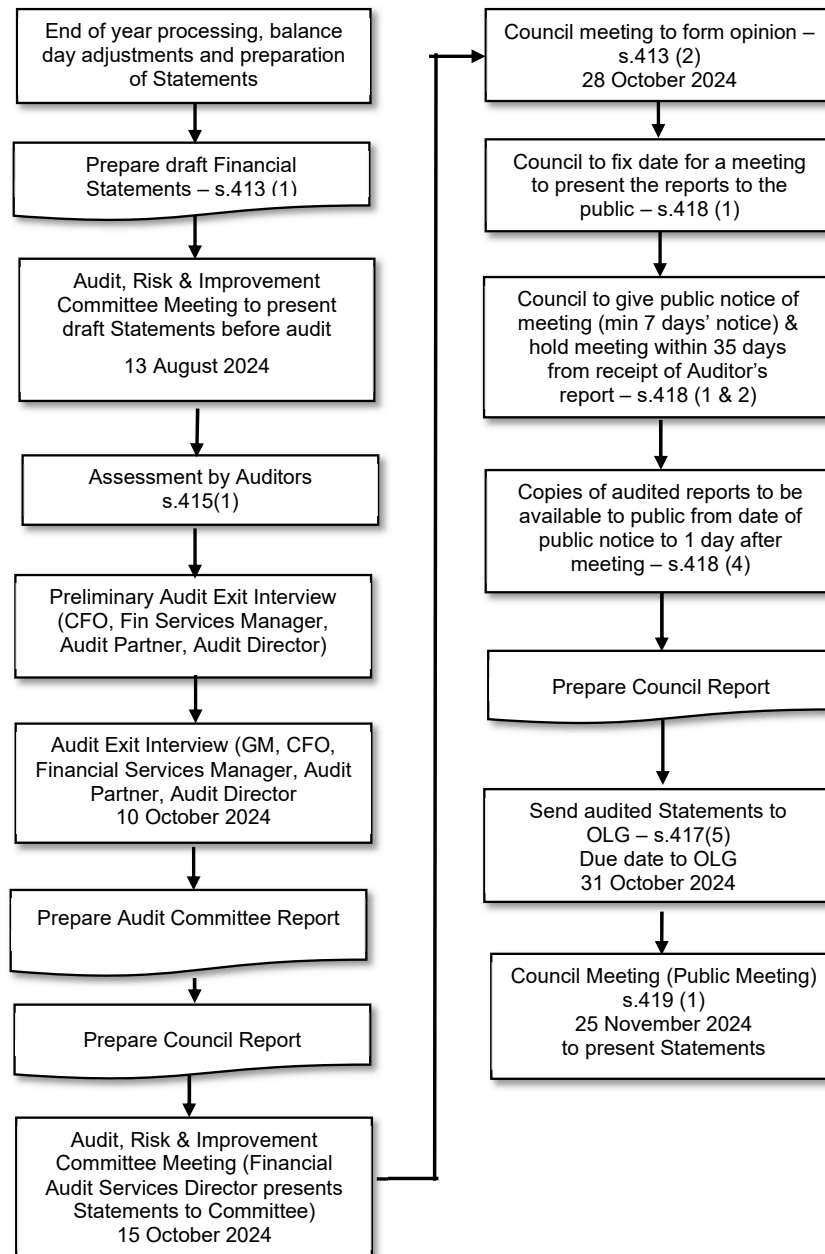 End of year processing, balance
day adjustments and preparation
of Statements
Prepare draft Financial
Statements – s.413 (1)
Audit, Risk & Improvement
Committee Meeting to present
draft Statements before audit
13 August 2024
Assessment by Auditors
s.415(1)
Preliminary Audit Exit Interview
(CFO, Fin Services Manager,
Audit Partner, Audit Director)
Audit Exit Interview (GM, CFO,
Financial Services Manager, Audit
Partner, Audit Director
10 October 2024
Prepare Audit Committee Report
Prepare Council Report
Audit, Risk & Improvement
Committee Meeting (Financial
Audit Services Director presents
Statements to Committee)
15 October 2024
Council meeting to form opinion –
s.413 (2)
28 October 2024
Council to fix date for a meeting
to present the reports to the
public – s.418 (1)
Council to give public notice of
meeting (min 7 days’ notice) &
hold meeting within 35 days
from receipt of Auditor’s
report – s.418 (1 & 2)
Copies of audited reports to be
available to public from date of
public notice to 1 day after
meeting – s.418 (4)
Prepare Council Report
Send audited Statements to
OLG – s.417(5)
Due date to OLG
31 October 2024
Council Meeting (Public Meeting)
s.419 (1)
25 November 2024
to present Statements